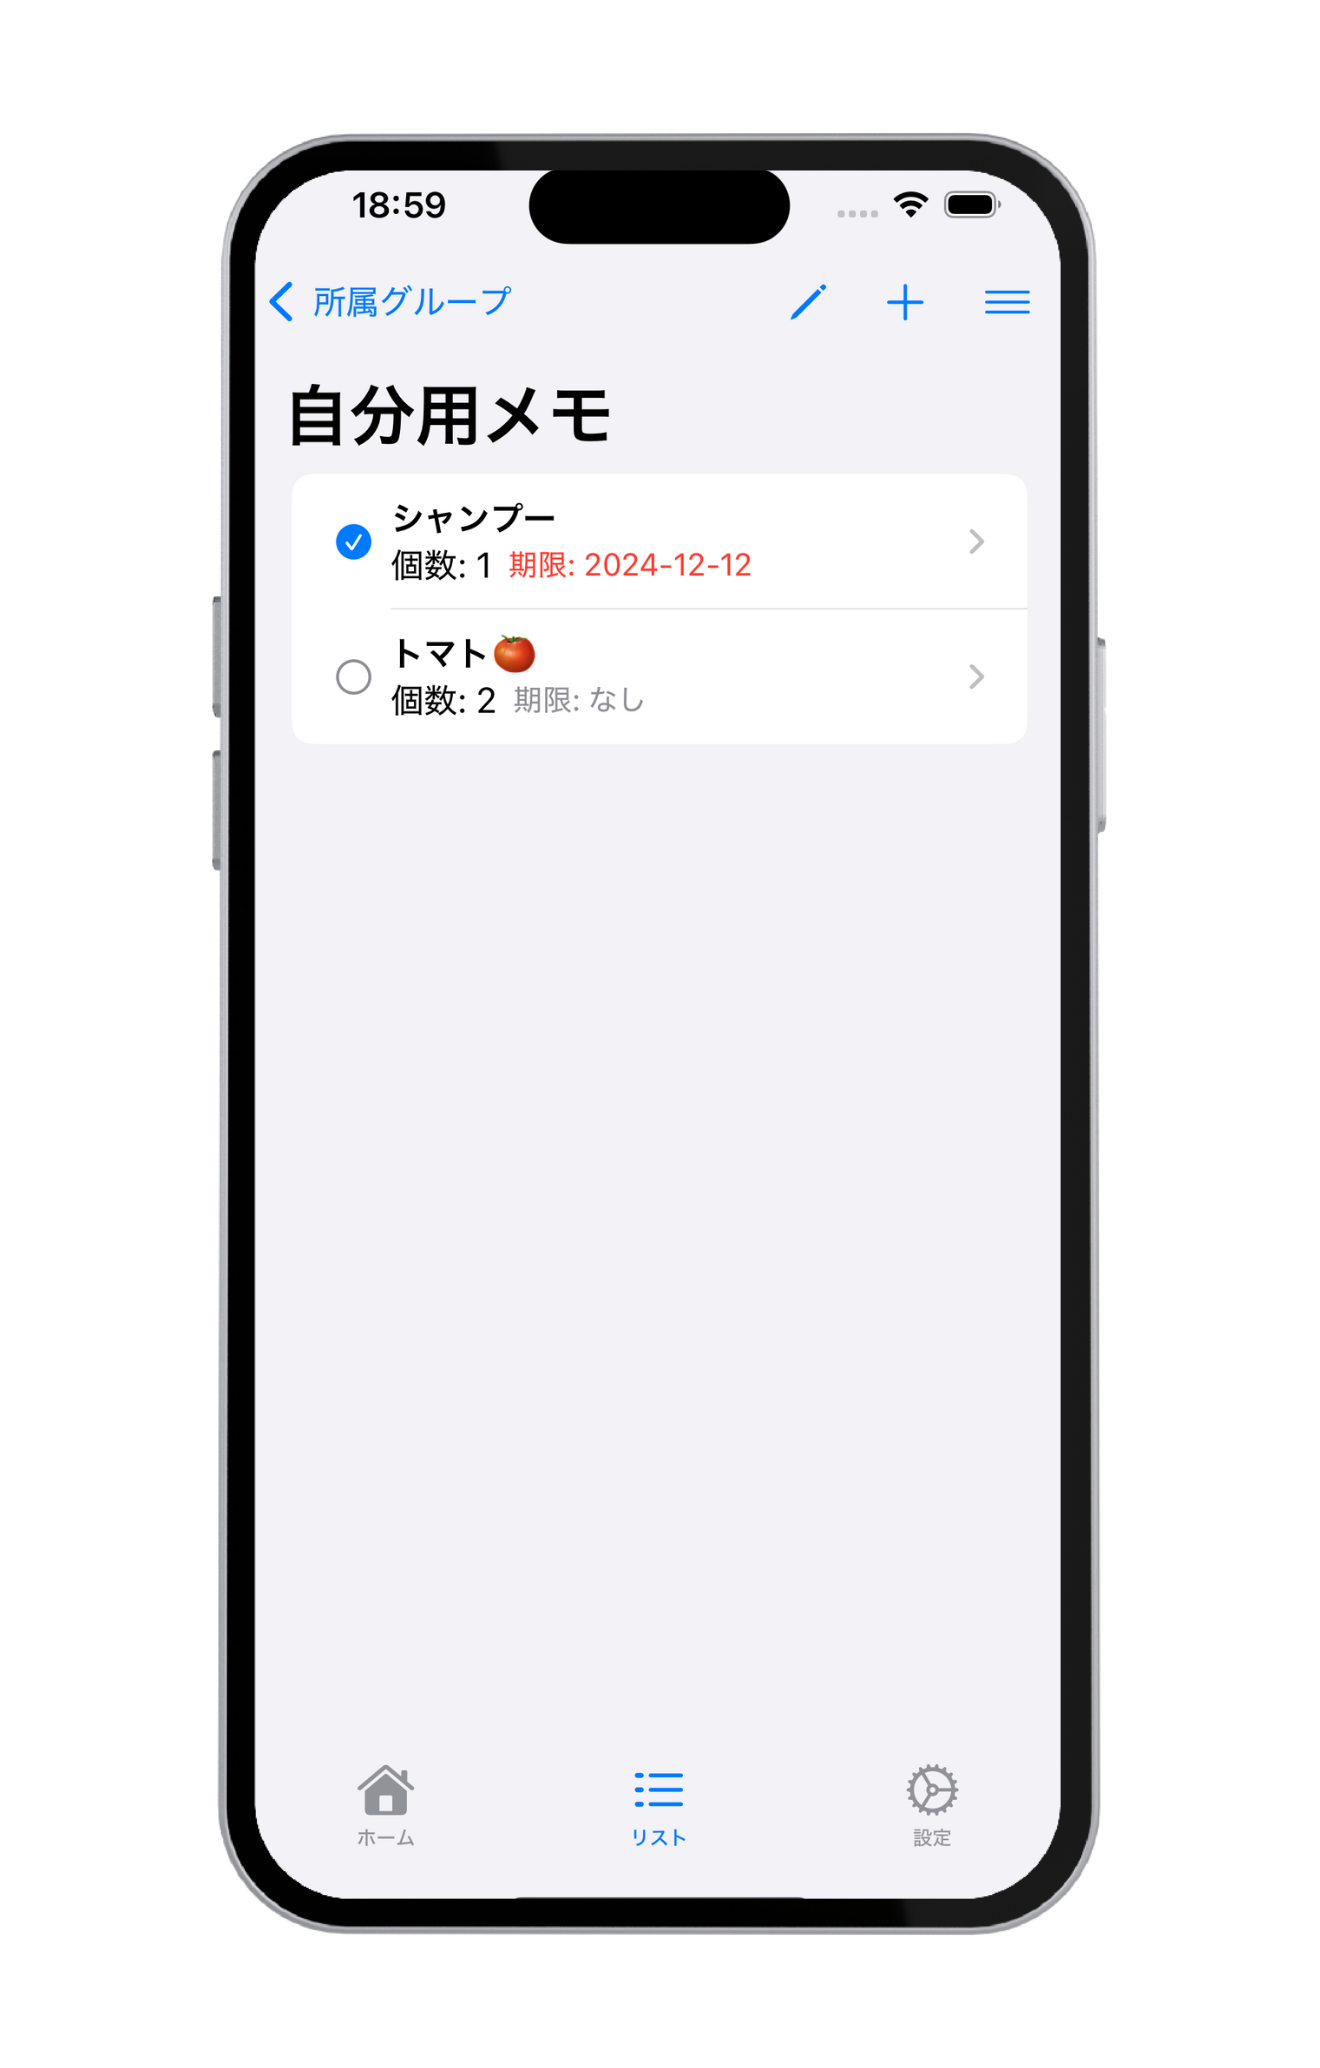 18:59
所属グループ
自分用メモ
シャンプー
個数: 1 期限: 2024-12-12
トマト🍅
個数: 2 期限: なし
ホーム リスト 設定